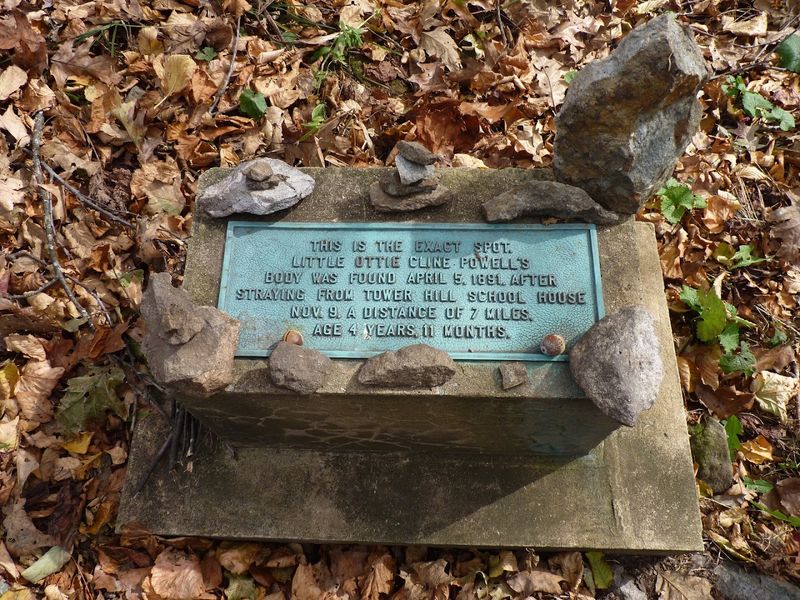 THIS IS THE EXACT SPOT.
LITTLE OTTIE CLINE POWELL'S
BODY WAS FOUND APRIL 5, 1891, AFTER
STRAYING FROM TOWER HILL SCHOOL HOUSE
NOV. 9, A DISTANCE OF 7 MILES.
AGE 4 YEARS, 11 MONTHS.